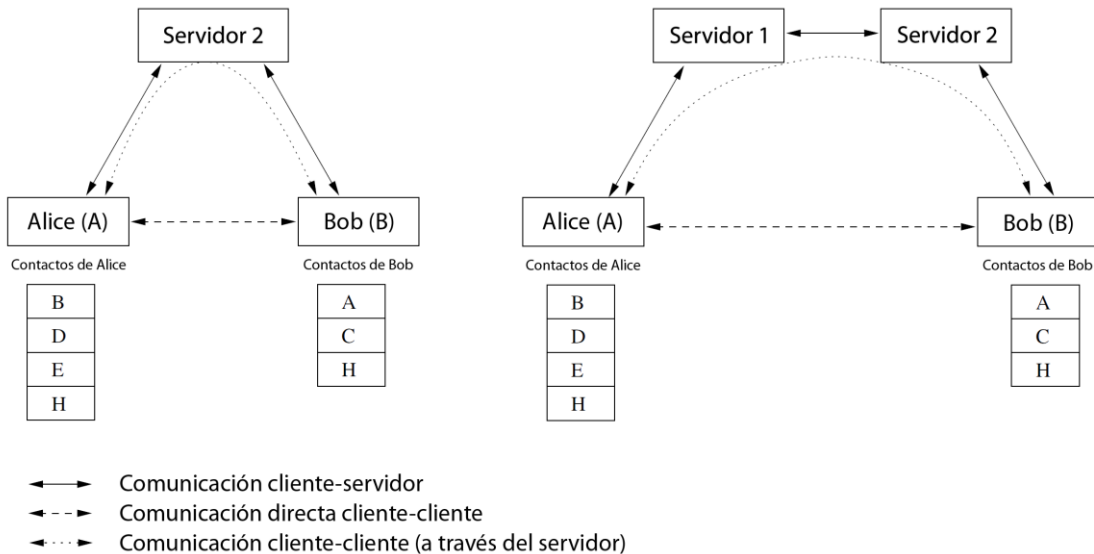 Servidor 2
Servidor 1
Servidor 2
Alice (A)
Bob (B)
Alice (A)
Bob (B)
Contactos de Alice
Contactos de Bob
Contactos de Alice
Contactos de Bob
B
D
E
H
A
C
H
B
D
E
H
A
C
H
Comunicación cliente-servidor
Comunicación directa cliente-cliente
Comunicación cliente-cliente (a través del servidor)